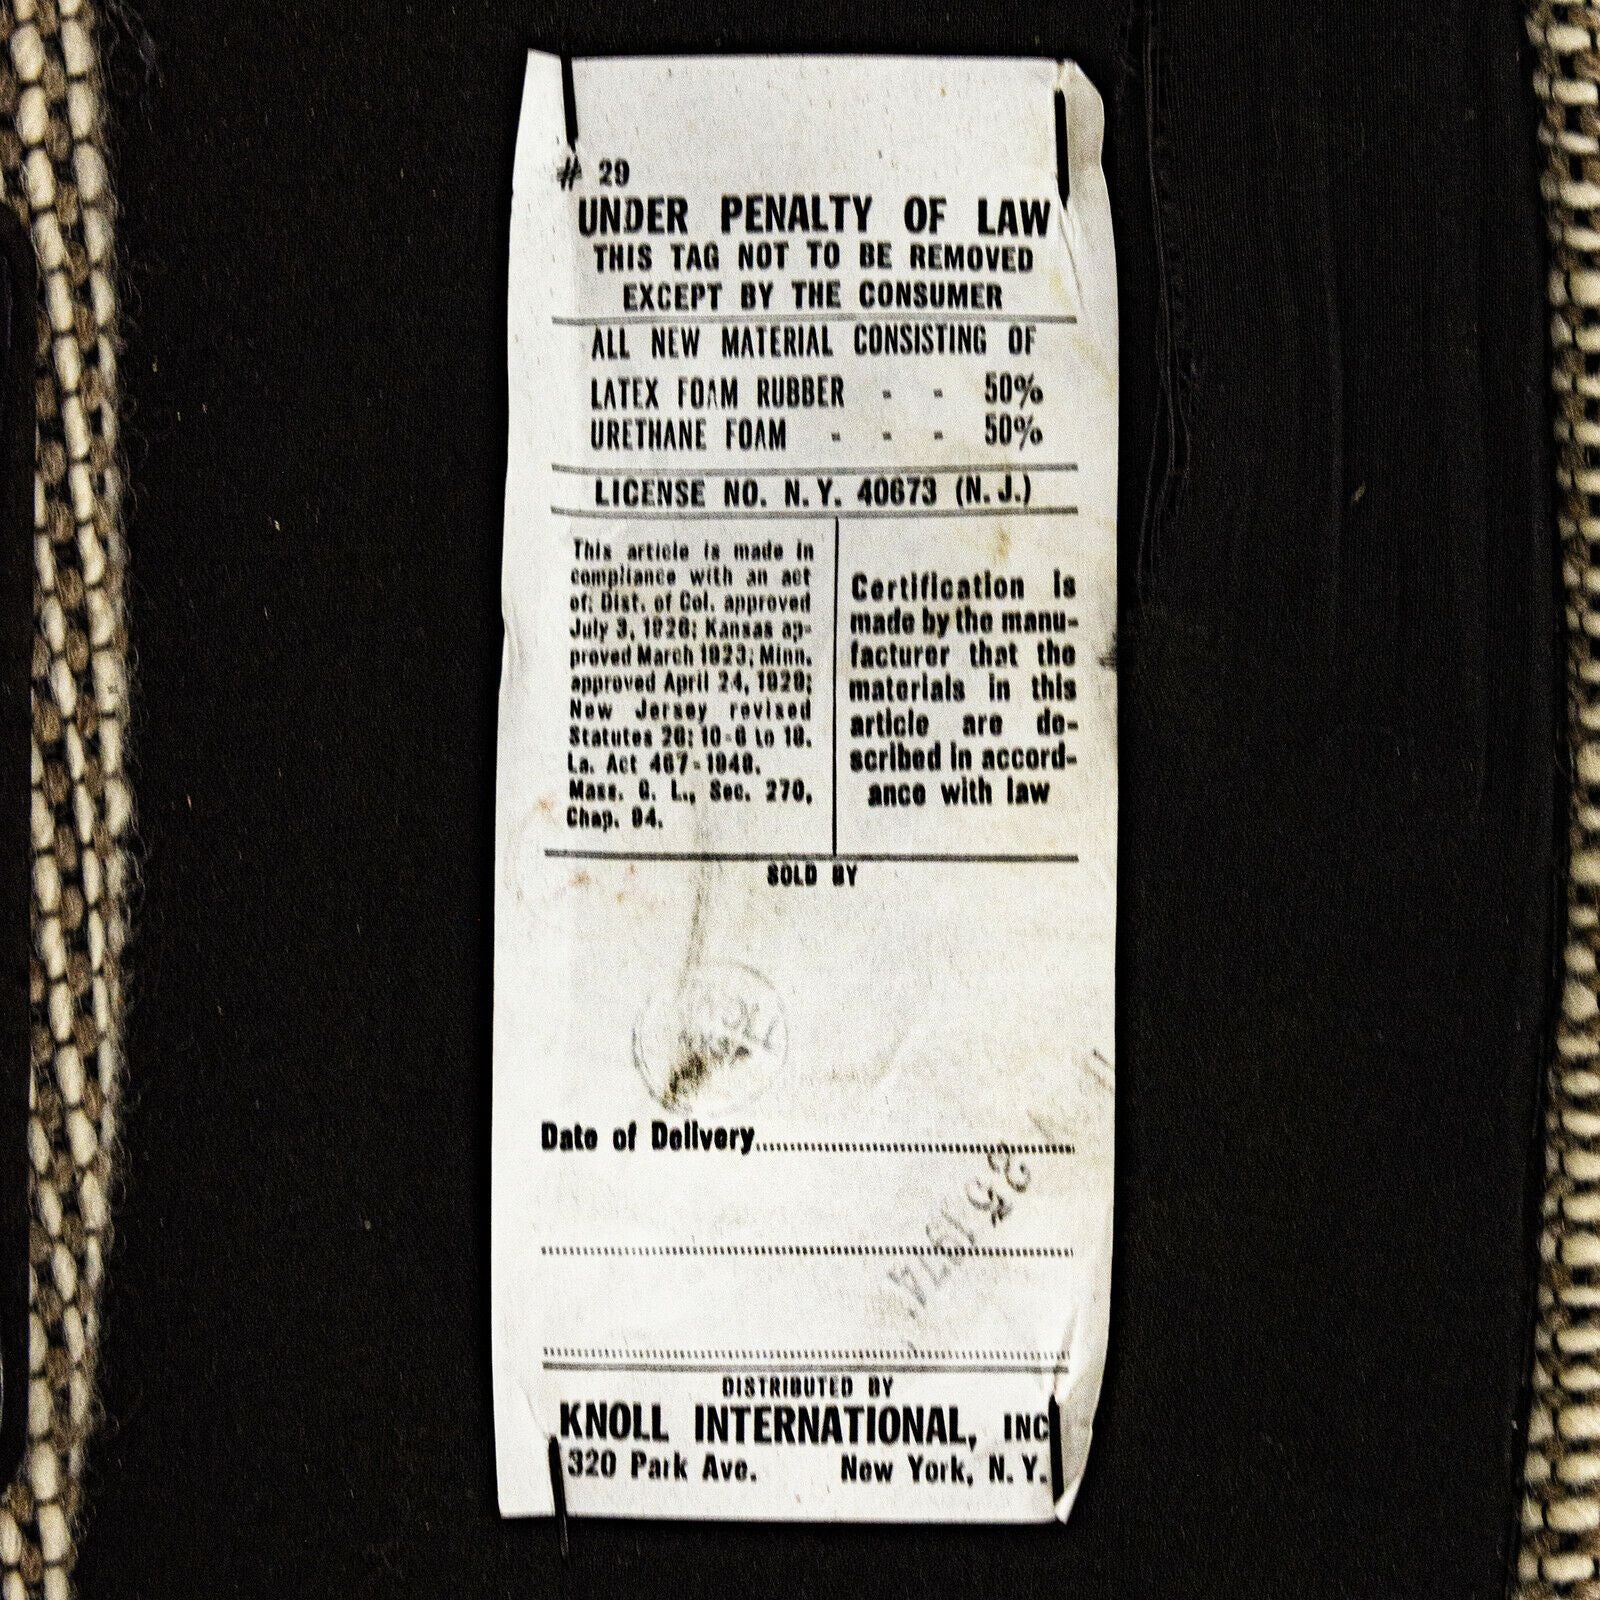 # 29
UNDER PENALTY OF LAW
THIS TAG NOT TO BE REMOVED
EXCEPT BY THE CONSUMER
ALL NEW MATERIAL CONSISTING OF
LATEX FOAM RUBBER - - 50%
URETHANE FOAM - - - 50%
LICENSE NO. N.Y. 40673 (N.J.)
This article is made in
compliance with an act
of: Dist. of Col. approved
July 3, 1926; Kansas ap-
proved March 1923; Minn.
approved April 24, 1929;
New Jersey revised
Statutes 26: 10-6 to 18.
La. Act 467-1948.
Mass. G. L., Sec. 270,
Chap. 94.
Certification is
made by the manu-
facturer that the
materials in this
article are de-
scribed in accord-
ance with law
SOLD BY
Date of Delivery
25 1974
DISTRIBUTED BY
KNOLL INTERNATIONAL, INC
320 Park Ave. New York, N.Y.